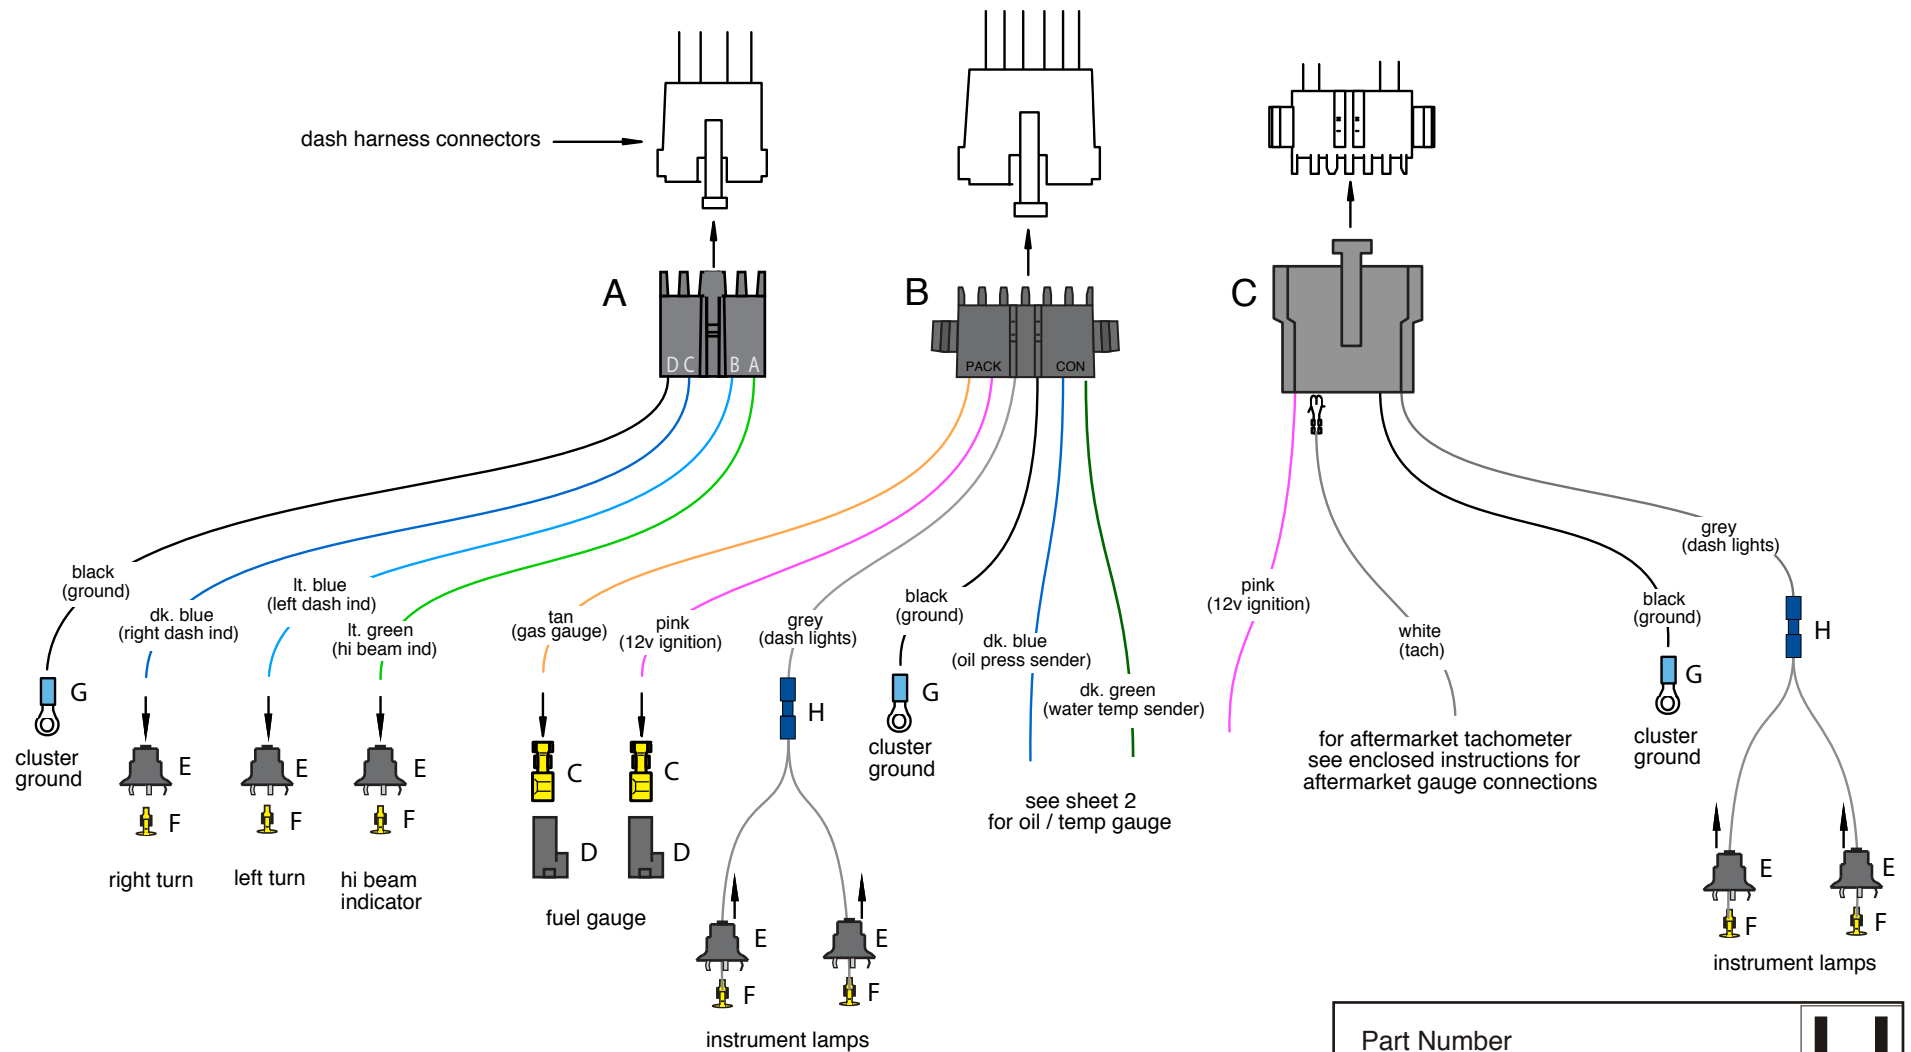 dash harness connectors
A
B
C
D C B A
PACK CON
black
(ground)
dk. blue
(right dash ind)
lt. blue
(left dash ind)
lt. green
(hi beam ind)
tan
(gas gauge)
pink
(12v ignition)
grey
(dash lights)
black
(ground)
dk. blue
(oil press sender)
dk. green
(water temp sender)
pink
(12v ignition)
white
(tach)
black
(ground)
grey
(dash lights)
G
cluster
ground
E
F
right turn
E
F
left turn
E
F
hi beam
indicator
C
D
C
D
fuel gauge
H
E
F
E
F
instrument lamps
G
cluster
ground
see sheet 2
for oil / temp gauge
for aftermarket tachometer
see enclosed instructions for
aftermarket gauge connections
G
cluster
ground
H
E
F
E
F
instrument lamps
Part Number